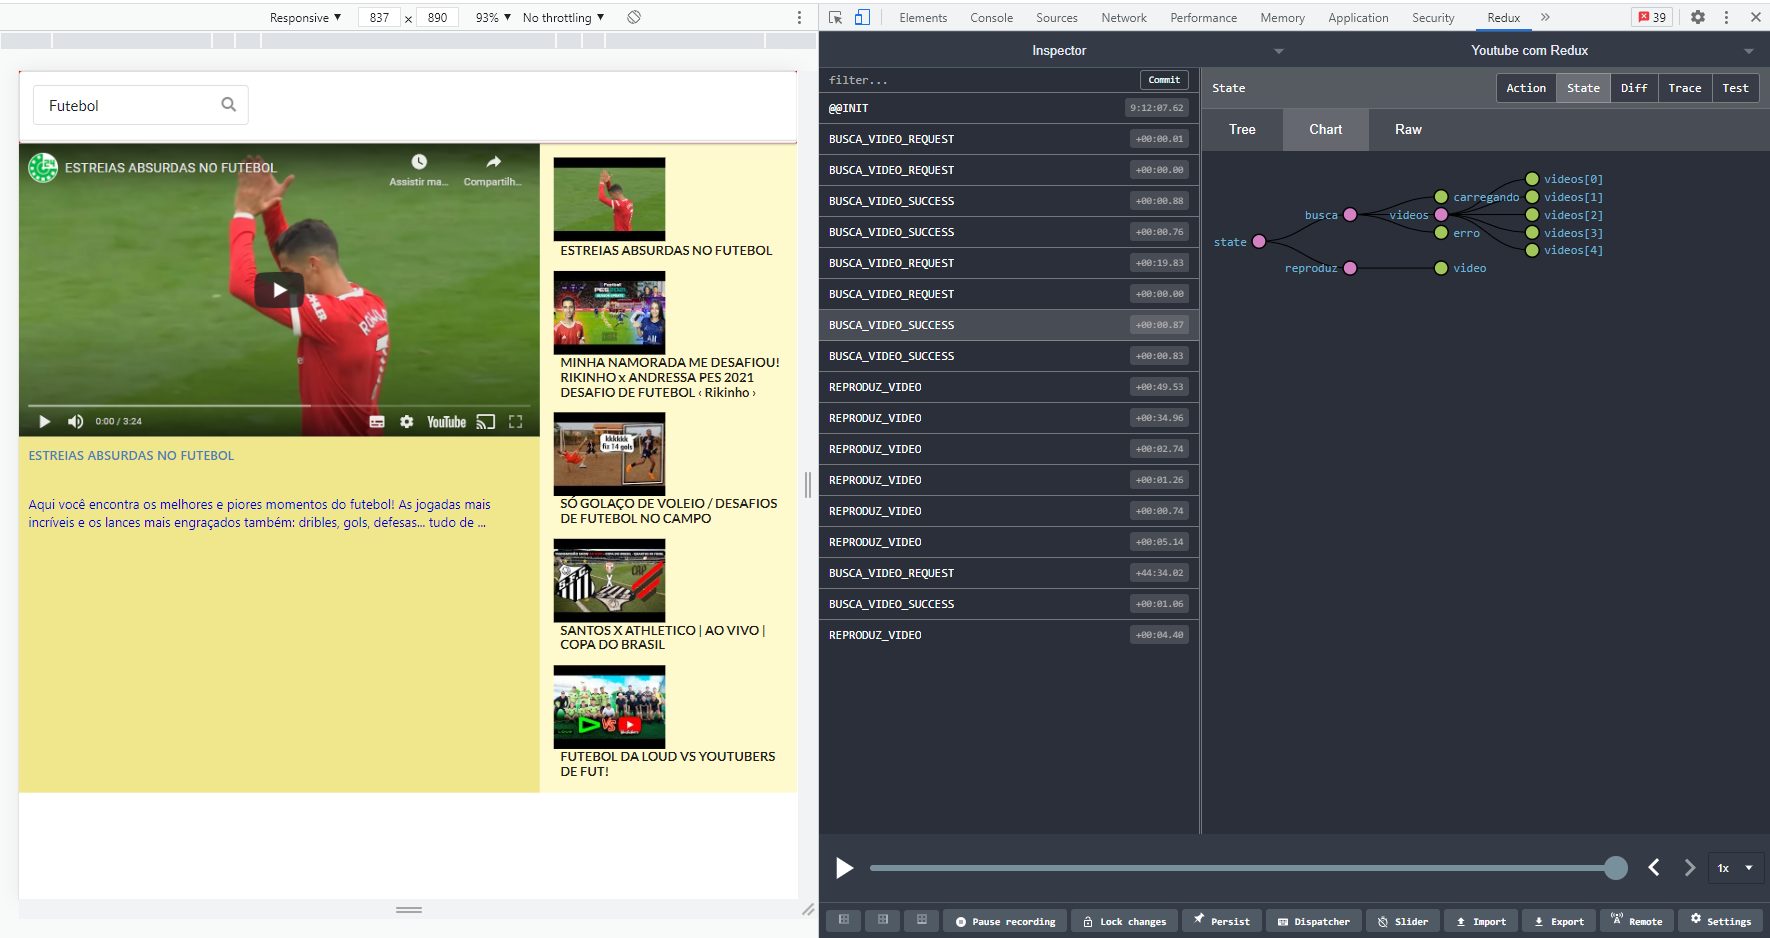 Responsive ▼ 837 × 890 93% ▼ No throttling ▼
Elements Console Sources Network Performance Memory Application Security Redux » 39
Futebol
ESTREIAS ABSURDAS NO FUTEBOL
Assistir ma... Compartilh...
RONALDO
7
0:00 / 3:24 YouTube
ESTREIAS ABSURDAS NO FUTEBOL
Aqui você encontra os melhores e piores momentos do futebol! As jogadas mais
incríveis e os lances mais engraçados também: dribles, gols, defesas... tudo de ...
ESTREIAS ABSURDAS NO FUTEBOL
PES2021
MINHA NAMORADA ME DESAFIOU!
RIKINHO x ANDRESSA PES 2021
DESAFIO DE FUTEBOL ‹ Rikinho ›
kkkkkk
fiz 14 gols
SÓ GOLAÇO DE VOLEIO / DESAFIOS
DE FUTEBOL NO CAMPO
X
CAP
SANTOS X ATHLETICO | AO VIVO |
COPA DO BRASIL
VS
FUTEBOL DA LOUD VS YOUTUBERS
DE FUT!
Inspector Youtube com Redux
filter... Commit
@@INIT 9:12:07.62
BUSCA_VIDEO_REQUEST +00:00.01
BUSCA_VIDEO_REQUEST +00:00.00
BUSCA_VIDEO_SUCCESS +00:00.88
BUSCA_VIDEO_SUCCESS +00:00.76
BUSCA_VIDEO_REQUEST +00:19.83
BUSCA_VIDEO_REQUEST +00:00.00
BUSCA_VIDEO_SUCCESS +00:00.87
BUSCA_VIDEO_SUCCESS +00:00.83
REPRODUZ_VIDEO +00:49.53
REPRODUZ_VIDEO +00:34.96
REPRODUZ_VIDEO +00:02.74
REPRODUZ_VIDEO +00:01.26
REPRODUZ_VIDEO +00:00.74
REPRODUZ_VIDEO +00:05.14
BUSCA_VIDEO_REQUEST +44:34.02
BUSCA_VIDEO_SUCCESS +00:01.06
REPRODUZ_VIDEO +00:04.40
State Action State Diff Trace Test
Tree Chart Raw
videos[0]
carregando videos[1]
busca videos videos[2]
erro videos[3]
state videos[4]
reproduz video
1x
Pause recording Lock changes Persist Dispatcher Slider Import Export Remote Settings